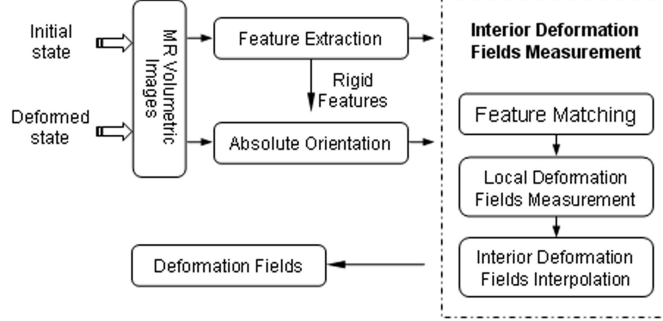 Initial
state
Deformed
state
MR Volumetric
Images
Feature Extraction
Rigid
Features
Absolute Orientation
Interior Deformation
Fields Measurement
Feature Matching
Local Deformation
Fields Measurement
Interior Deformation
Fields Interpolation
Deformation Fields